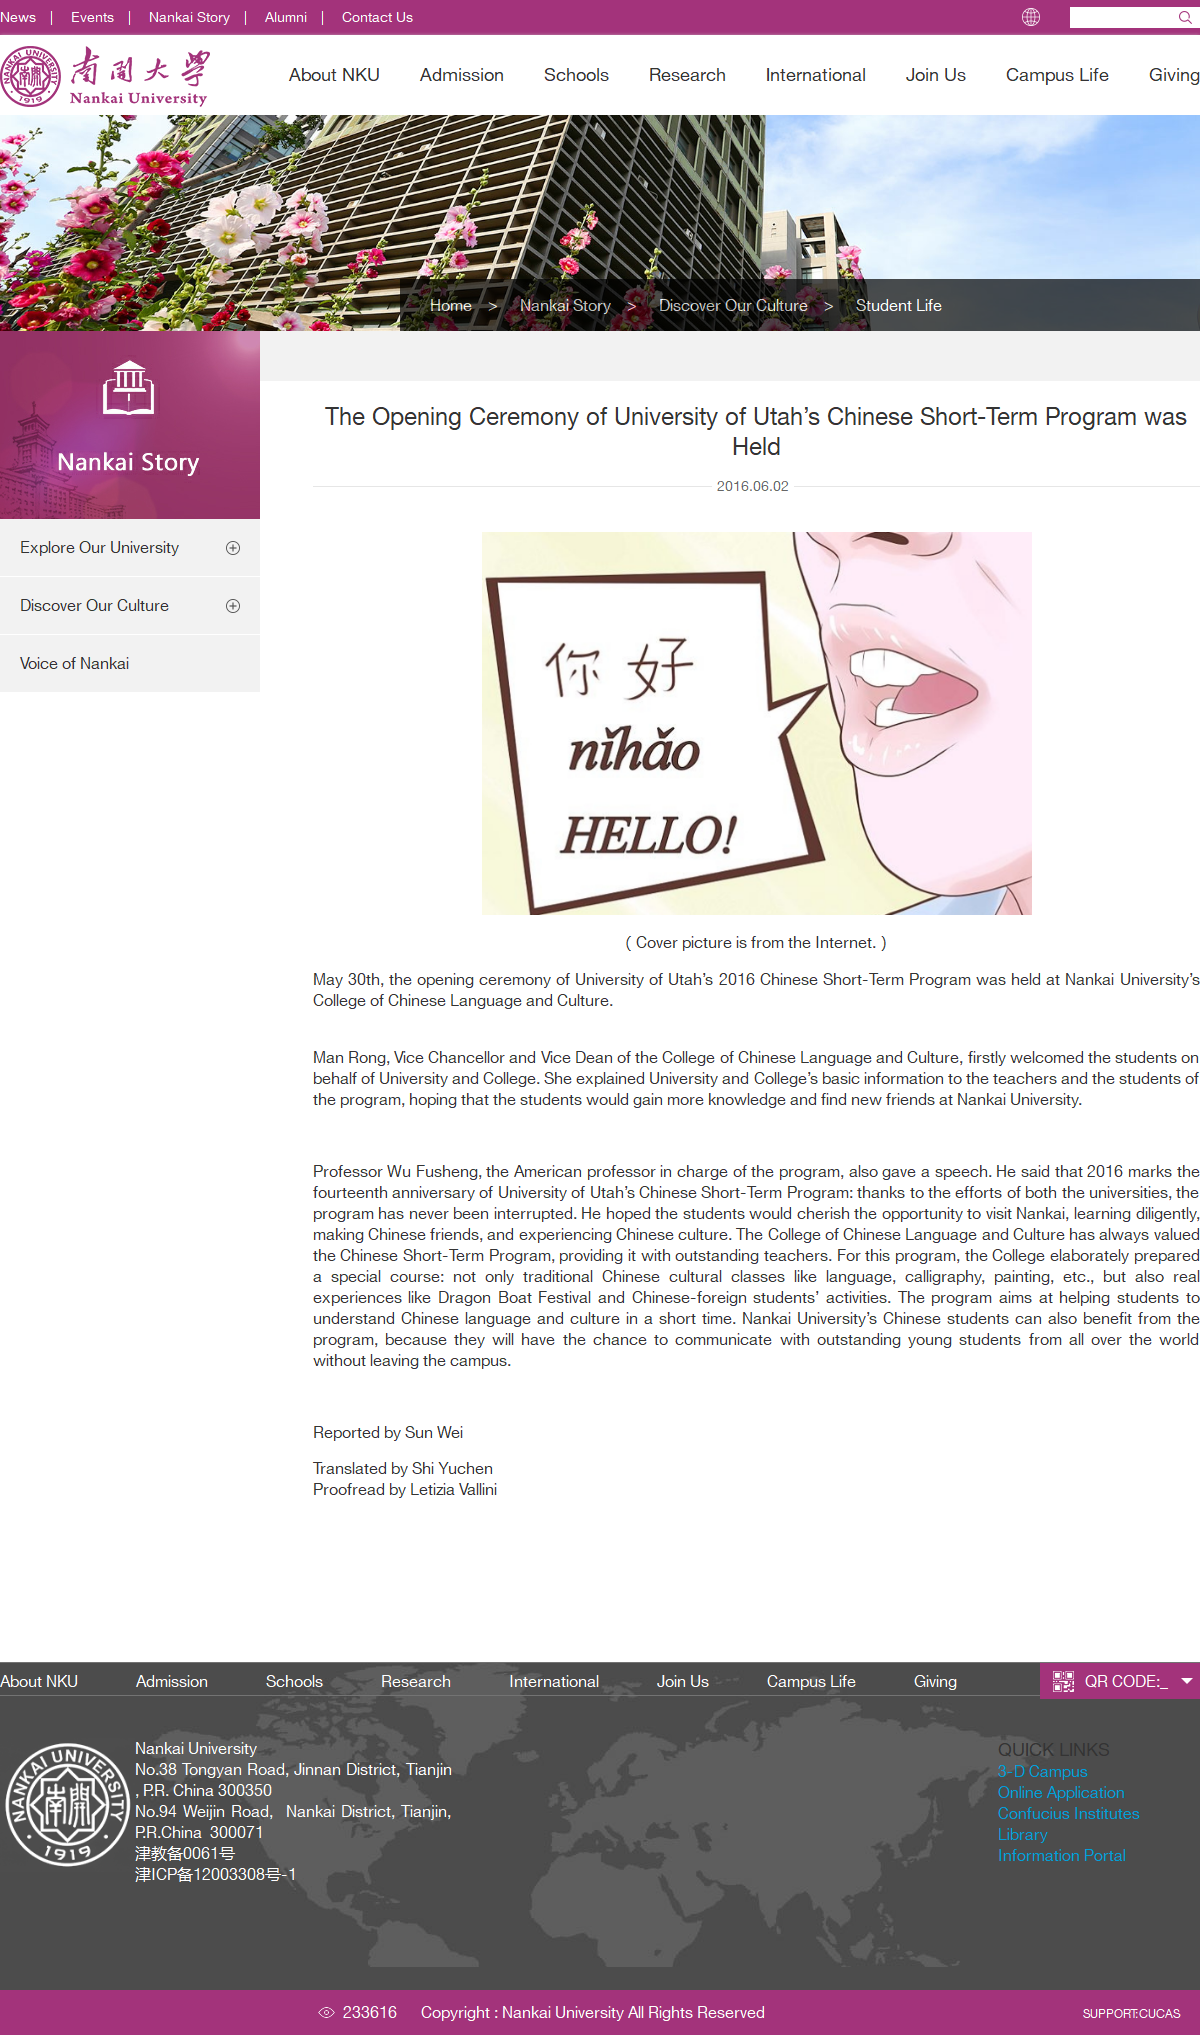 News | Events | Nankai Story | Alumni | Contact Us
NANKAI UNIVERSITY
南開
1919
南開大學
Nankai University
About NKU Admission Schools Research International Join Us Campus Life Giving
Home > Nankai Story > Discover Our Culture > Student Life
Nankai Story
Explore Our University
Discover Our Culture
Voice of Nankai
The Opening Ceremony of University of Utah’s Chinese Short-Term Program was
Held
2016.06.02
你 好
nǐhǎo
HELLO!
( Cover picture is from the Internet. )
May 30th, the opening ceremony of University of Utah’s 2016 Chinese Short-Term Program was held at Nankai University’s
College of Chinese Language and Culture.
Man Rong, Vice Chancellor and Vice Dean of the College of Chinese Language and Culture, firstly welcomed the students on
behalf of University and College. She explained University and College’s basic information to the teachers and the students of
the program, hoping that the students would gain more knowledge and find new friends at Nankai University.
Professor Wu Fusheng, the American professor in charge of the program, also gave a speech. He said that 2016 marks the
fourteenth anniversary of University of Utah’s Chinese Short-Term Program: thanks to the efforts of both the universities, the
program has never been interrupted. He hoped the students would cherish the opportunity to visit Nankai, learning diligently,
making Chinese friends, and experiencing Chinese culture. The College of Chinese Language and Culture has always valued
the Chinese Short-Term Program, providing it with outstanding teachers. For this program, the College elaborately prepared
a special course: not only traditional Chinese cultural classes like language, calligraphy, painting, etc., but also real
experiences like Dragon Boat Festival and Chinese-foreign students’ activities. The program aims at helping students to
understand Chinese language and culture in a short time. Nankai University’s Chinese students can also benefit from the
program, because they will have the chance to communicate with outstanding young students from all over the world
without leaving the campus.
Reported by Sun Wei
Translated by Shi Yuchen
Proofread by Letizia Vallini
About NKU Admission Schools Research International Join Us Campus Life Giving
QR CODE:_
NANKAI UNIVERSITY
南開
1919
Nankai University
No.38 Tongyan Road, Jinnan District, Tianjin
, P.R. China 300350
No.94 Weijin Road, Nankai District, Tianjin,
P.R.China 300071
津教备0061号
津ICP备12003308号-1
QUICK LINKS
3-D Campus
Online Application
Confucius Institutes
Library
Information Portal
233616 Copyright : Nankai University All Rights Reserved
SUPPORT:CUCAS